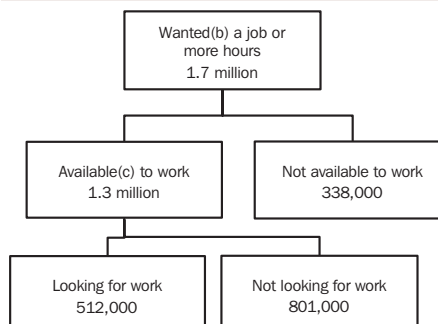 Wanted(b) a job or
more hours
1.7 million
Available(c) to work
1.3 million
Not available to work
338,000
Looking for work
512,000
Not looking for work
801,000